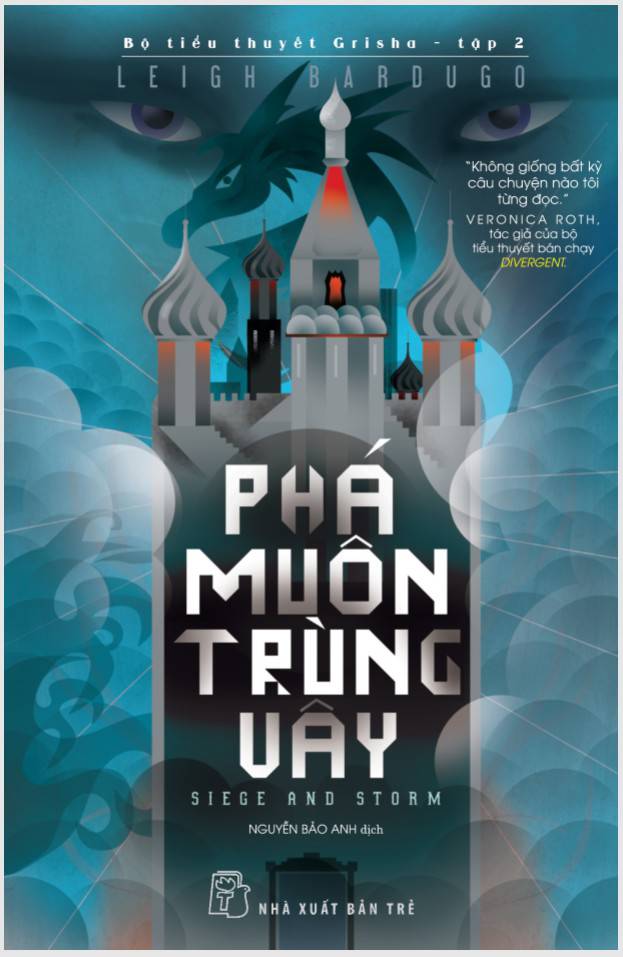 Bộ tiểu thuyết Grisha - tập 2
LEIGH BARDUGO
“Không giống bất kỳ
câu chuyện nào tôi
từng đọc.”
VERONICA ROTH,
tác giả của bộ
tiểu thuyết bán chạy
DIVERGENT.
PHÁ
MUÔN
TRÙNG
VÂY
SIEGE AND STORM
NGUYỄN BẢO ANH dịch
T
NHÀ XUẤT BẢN TRẺ